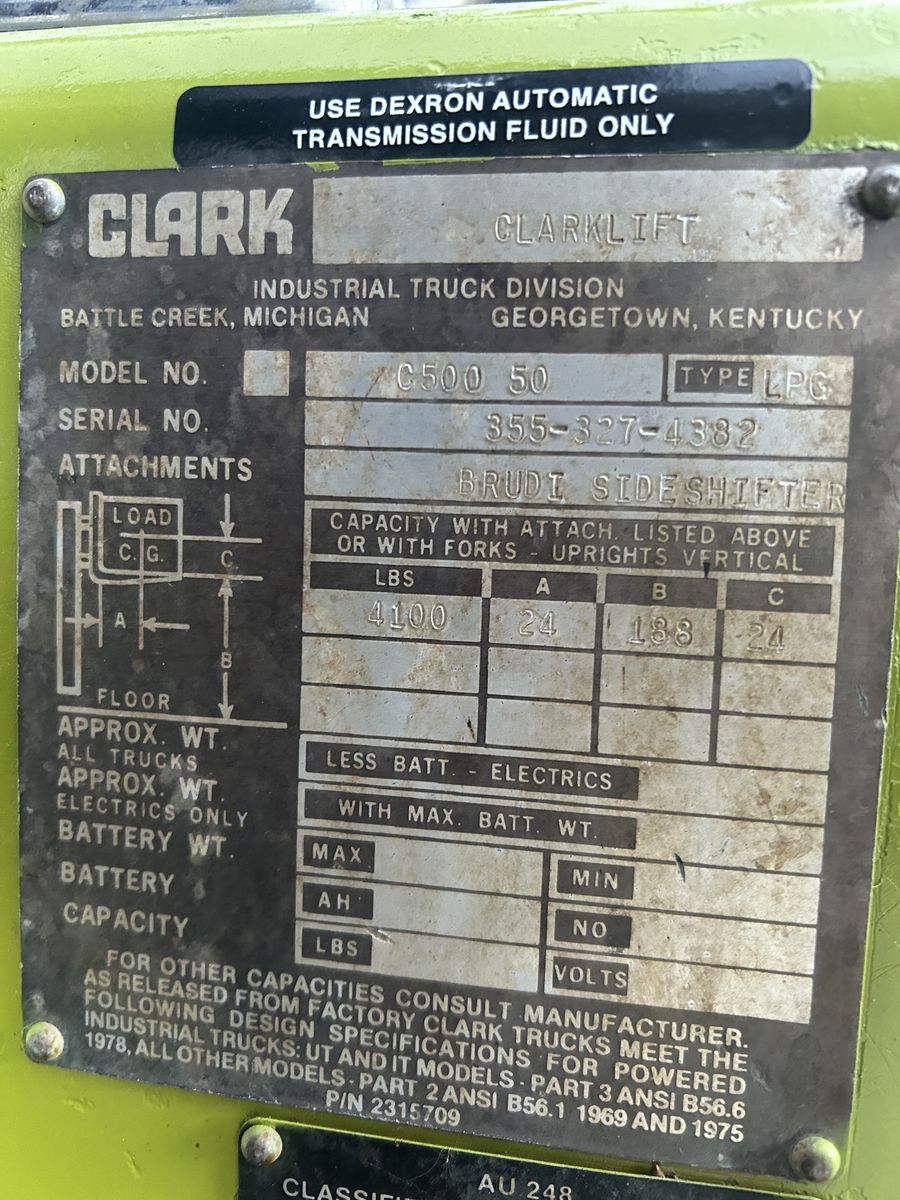 USE DEXRON AUTOMATIC
TRANSMISSION FLUID ONLY
CLARK CLARKLIFT
INDUSTRIAL TRUCK DIVISION
BATTLE CREEK, MICHIGAN GEORGETOWN, KENTUCKY
MODEL NO. C500 50 TYPE LPG
SERIAL NO. 355-327-4382
ATTACHMENTS BRUDI SIDESHIFTER
LOAD
C. G.
C
A
B
FLOOR
CAPACITY WITH ATTACH. LISTED ABOVE
OR WITH FORKS - UPRIGHTS VERTICAL
LBS A B C
4100 24 188 24
APPROX. WT.
ALL TRUCKS
LESS BATT. - ELECTRICS
APPROX. WT.
ELECTRICS ONLY
WITH MAX. BATT. WT.
BATTERY WT.
MAX MIN
BATTERY
AH NO
CAPACITY
LBS VOLTS
FOR OTHER CAPACITIES CONSULT MANUFACTURER.
AS RELEASED FROM FACTORY CLARK TRUCKS MEET THE
FOLLOWING DESIGN SPECIFICATIONS FOR POWERED
INDUSTRIAL TRUCKS: UT AND IT MODELS - PART 3 ANSI B56.6
1978, ALL OTHER MODELS - PART 2 ANSI B56.1 1969 AND 1975
P/N 2315709
AU 248